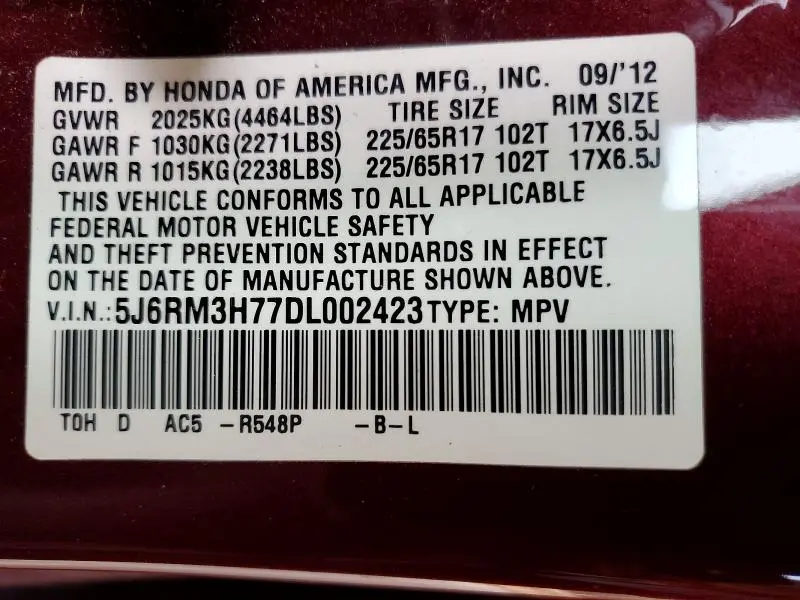 MFD. BY HONDA OF AMERICA MFG., INC. 09/'12
GVWR 2025KG(4464LBS) TIRE SIZE RIM SIZE
GAWR F 1030KG(2271LBS) 225/65R17 102T 17X6.5J
GAWR R 1015KG(2238LBS) 225/65R17 102T 17X6.5J
THIS VEHICLE CONFORMS TO ALL APPLICABLE
FEDERAL MOTOR VEHICLE SAFETY
AND THEFT PREVENTION STANDARDS IN EFFECT
ON THE DATE OF MANUFACTURE SHOWN ABOVE.
V.I.N.:5J6RM3H77DL002423 TYPE: MPV
TOH D AC5 -R548P -B-L